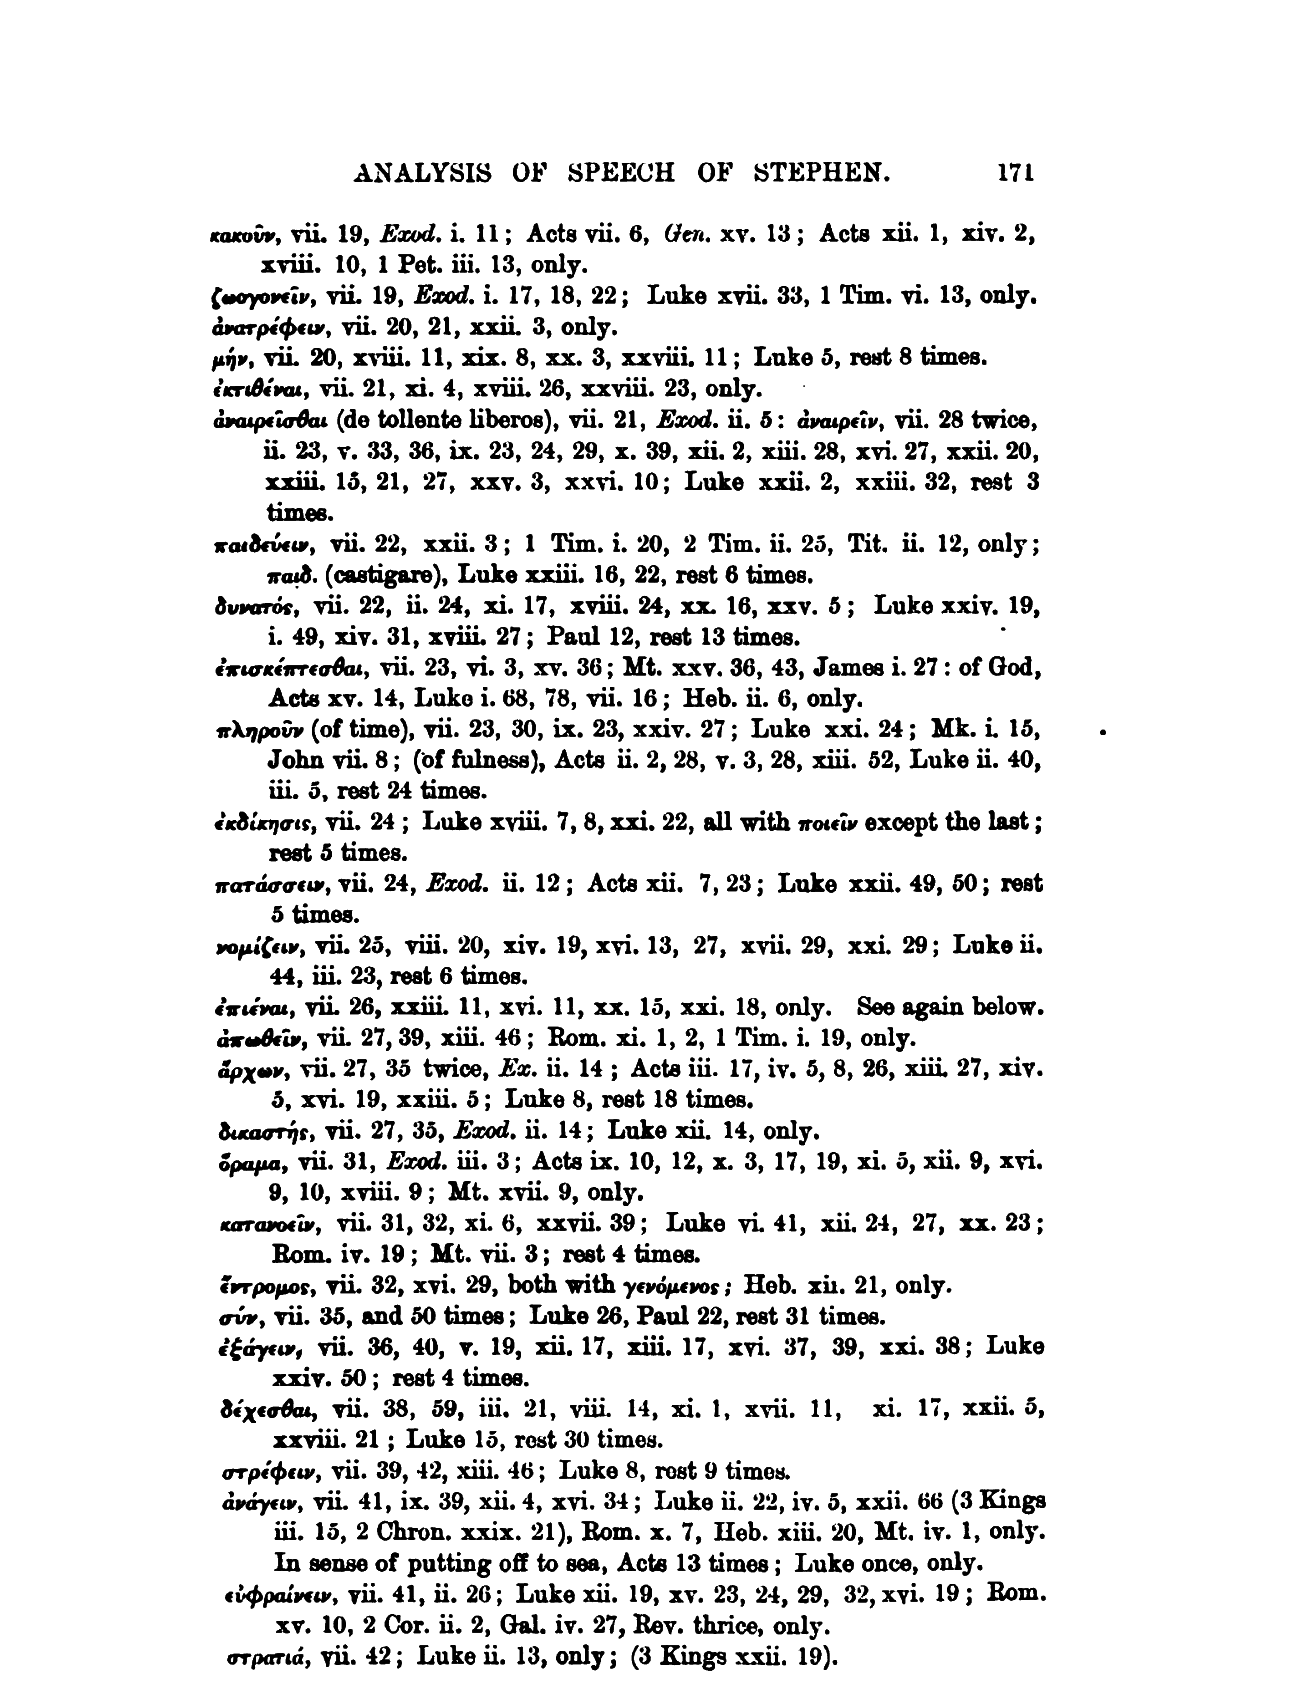 ANALYSIS OF SPEECH OF STEPHEN. 171
κακοῦν, vii. 19, Exod. i. 11; Acts vii. 6, Gen. xv. 13; Acts xii. 1, xiv. 2,
xviii. 10, 1 Pet. iii. 13, only.
ζωογονεῖν, vii. 19, Exod. i. 17, 18, 22; Luke xvii. 33, 1 Tim. vi. 13, only.
ἀνατρέφειν, vii. 20, 21, xxii. 3, only.
μήν, vii. 20, xviii. 11, xix. 8, xx. 3, xxviii. 11; Luke 5, rest 8 times.
ἐκτιθέναι, vii. 21, xi. 4, xviii. 26, xxviii. 23, only.
ἀναιρεῖσθαι (de tollente liberos), vii. 21, Exod. ii. 5: ἀναιρεῖν, vii. 28 twice,
ii. 23, v. 33, 36, ix. 23, 24, 29, x. 39, xii. 2, xiii. 28, xvi. 27, xxii. 20,
xxiii. 15, 21, 27, xxv. 3, xxvi. 10; Luke xxii. 2, xxiii. 32, rest 3
times.
παιδεύειν, vii. 22, xxii. 3; 1 Tim. i. 20, 2 Tim. ii. 25, Tit. ii. 12, only;
παιδ. (castigare), Luke xxiii. 16, 22, rest 6 times.
δυνατός, vii. 22, ii. 24, xi. 17, xviii. 24, xx. 16, xxv. 5; Luke xxiv. 19,
i. 49, xiv. 31, xviii. 27; Paul 12, rest 13 times.
ἐπισκέπτεσθαι, vii. 23, vi. 3, xv. 36; Mt. xxv. 36, 43, James i. 27: of God,
Acts xv. 14, Luke i. 68, 78, vii. 16; Heb. ii. 6, only.
πληροῦν (of time), vii. 23, 30, ix. 23, xxiv. 27; Luke xxi. 24; Mk. i. 15,
John vii. 8; (of fulness), Acts ii. 2, 28, v. 3, 28, xiii. 52, Luke ii. 40,
iii. 5, rest 24 times.
ἐκδίκησις, vii. 24; Luke xviii. 7, 8, xxi. 22, all with ποιεῖν except the last;
rest 5 times.
πατάσσειν, vii. 24, Exod. ii. 12; Acts xii. 7, 23; Luke xxii. 49, 50; rest
5 times.
νομίζειν, vii. 25, viii. 20, xiv. 19, xvi. 13, 27, xvii. 29, xxi. 29; Luke ii.
44, iii. 23, rest 6 times.
ἐπιέναι, vii. 26, xxiii. 11, xvi. 11, xx. 15, xxi. 18, only. See again below.
ἀπωθεῖν, vii. 27, 39, xiii. 46; Rom. xi. 1, 2, 1 Tim. i. 19, only.
ἄρχων, vii. 27, 35 twice, Ex. ii. 14; Acts iii. 17, iv. 5, 8, 26, xiii. 27, xiv.
5, xvi. 19, xxiii. 5; Luke 8, rest 18 times.
δικαστής, vii. 27, 35, Exod. ii. 14; Luke xii. 14, only.
ὅραμα, vii. 31, Exod. iii. 3; Acts ix. 10, 12, x. 3, 17, 19, xi. 5, xii. 9, xvi.
9, 10, xviii. 9; Mt. xvii. 9, only.
κατανοεῖν, vii. 31, 32, xi. 6, xxvii. 39; Luke vi. 41, xii. 24, 27, xx. 23;
Rom. iv. 19; Mt. vii. 3; rest 4 times.
ἔντρομος, vii. 32, xvi. 29, both with γενόμενος; Heb. xii. 21, only.
σύν, vii. 35, and 50 times; Luke 26, Paul 22, rest 31 times.
ἐξάγειν, vii. 36, 40, v. 19, xii. 17, xiii. 17, xvi. 37, 39, xxi. 38; Luke
xxiv. 50; rest 4 times.
δέχεσθαι, vii. 38, 59, iii. 21, viii. 14, xi. 1, xvii. 11, xi. 17, xxii. 5,
xxviii. 21; Luke 15, rest 30 times.
στρέφειν, vii. 39, 42, xiii. 46; Luke 8, rest 9 times.
ἀνάγειν, vii. 41, ix. 39, xii. 4, xvi. 34; Luke ii. 22, iv. 5, xxii. 66 (3 Kings
iii. 15, 2 Chron. xxix. 21), Rom. x. 7, Heb. xiii. 20, Mt. iv. 1, only.
In sense of putting off to sea, Acts 13 times; Luke once, only.
εὐφραίνειν, vii. 41, ii. 26; Luke xii. 19, xv. 23, 24, 29, 32, xvi. 19; Rom.
xv. 10, 2 Cor. ii. 2, Gal. iv. 27, Rev. thrice, only.
στρατιά, vii. 42; Luke ii. 13, only; (3 Kings xxii. 19).